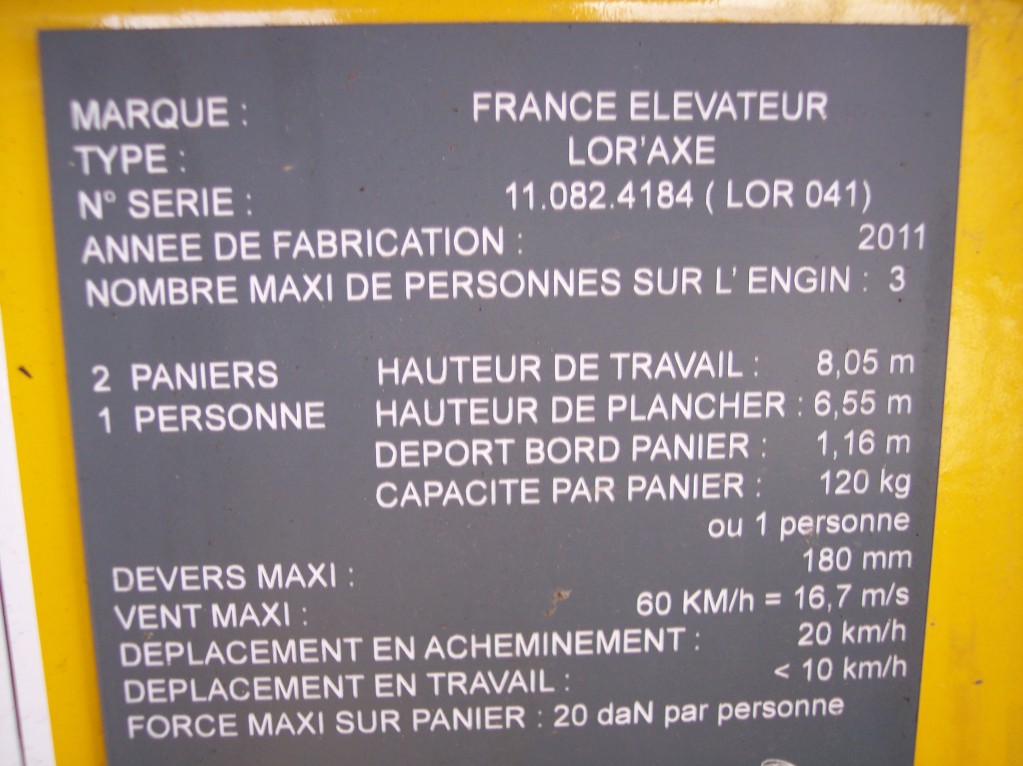 MARQUE : FRANCE ELEVATEUR
TYPE : LOR'AXE
N° SERIE : 11.082.4184 ( LOR 041)
ANNEE DE FABRICATION : 2011
NOMBRE MAXI DE PERSONNES SUR L' ENGIN : 3
2 PANIERS HAUTEUR DE TRAVAIL : 8,05 m
1 PERSONNE HAUTEUR DE PLANCHER : 6,55 m
DEPORT BORD PANIER : 1,16 m
CAPACITE PAR PANIER : 120 kg
ou 1 personne
DEVERS MAXI : 180 mm
VENT MAXI : 60 KM/h = 16,7 m/s
DEPLACEMENT EN ACHEMINEMENT : 20 km/h
DEPLACEMENT EN TRAVAIL : < 10 km/h
FORCE MAXI SUR PANIER : 20 daN par personne